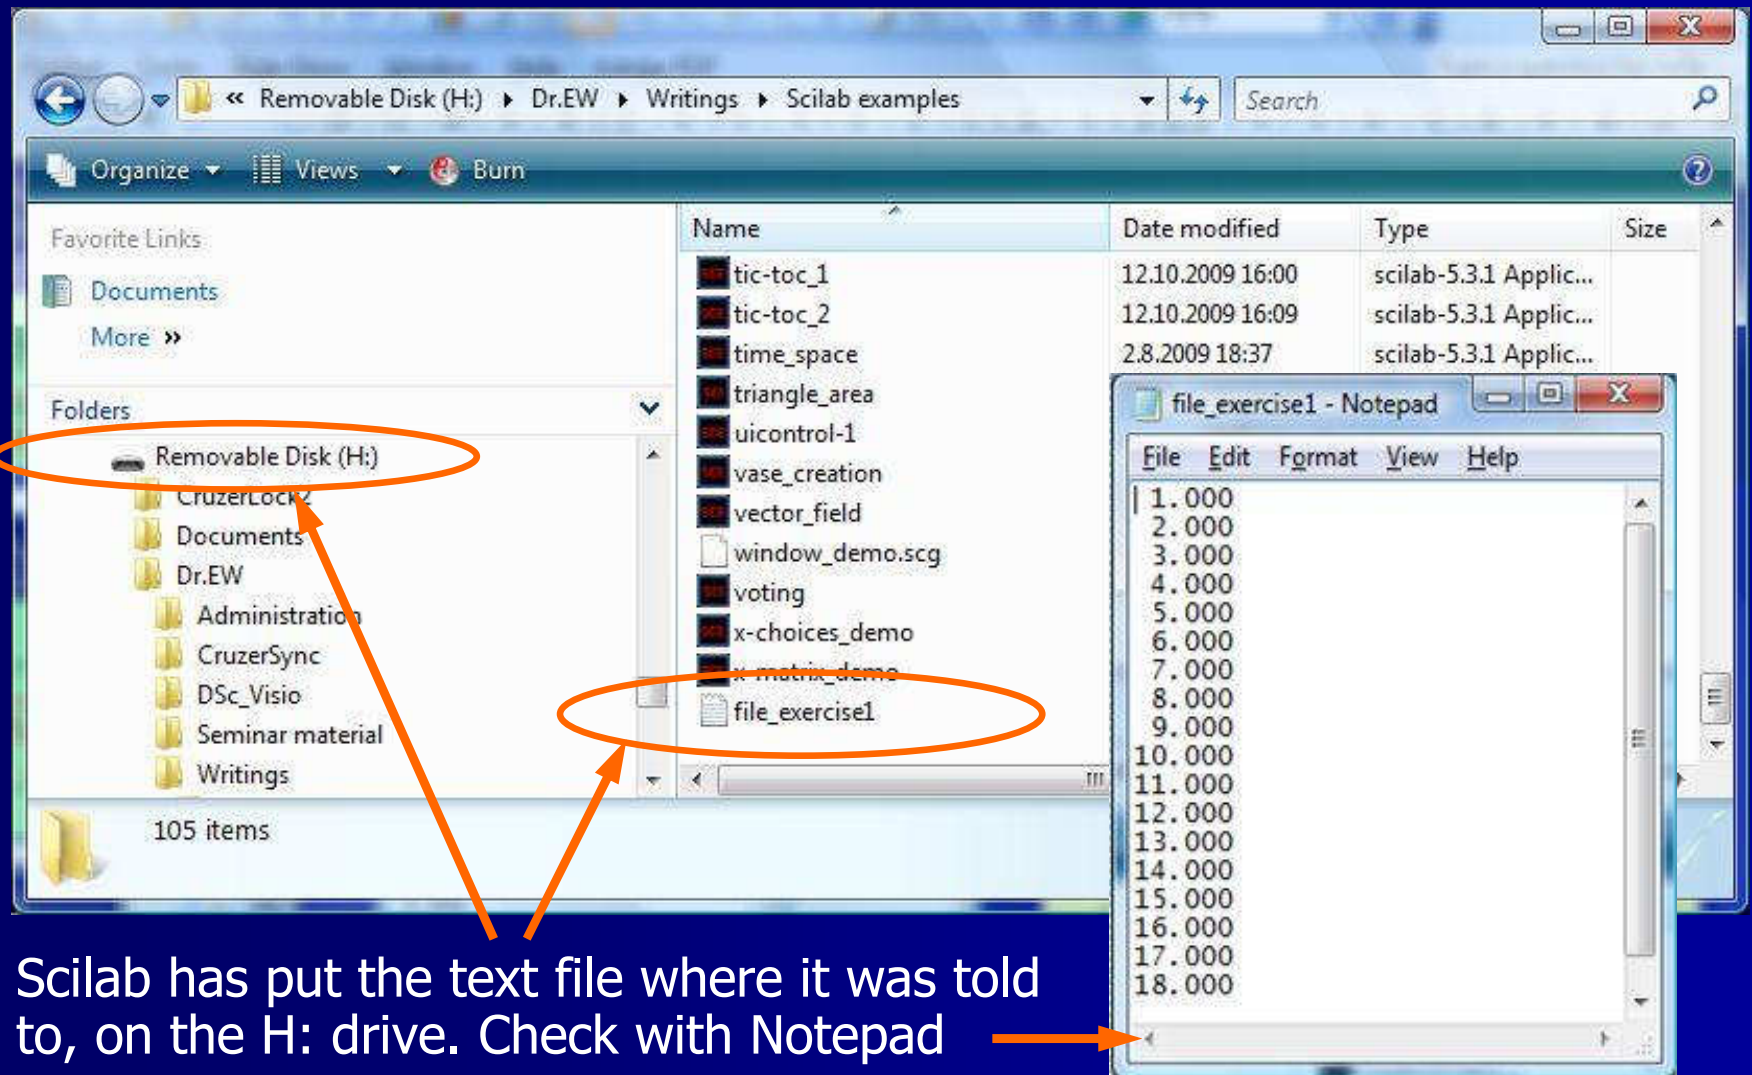 « Removable Disk (H:) ▸ Dr.EW ▸ Writings ▸ Scilab examples
Search
Organize Views Burn
Favorite Links
Documents
More »
Folders
Removable Disk (H:)
CruzerLock2
Documents
Dr.EW
Administration
CruzerSync
DSc_Visio
Seminar material
Writings
Name Date modified Type Size
tic-toc_1 12.10.2009 16:00 scilab-5.3.1 Applic...
tic-toc_2 12.10.2009 16:09 scilab-5.3.1 Applic...
time_space 2.8.2009 18:37 scilab-5.3.1 Applic...
triangle_area
uicontrol-1
vase_creation
vector_field
window_demo.scg
voting
x-choices_demo
x-matrix_demo
file_exercise1
105 items
file_exercise1 - Notepad
File Edit Format View Help
1.000
2.000
3.000
4.000
5.000
6.000
7.000
8.000
9.000
10.000
11.000
12.000
13.000
14.000
15.000
16.000
17.000
18.000
Scilab has put the text file where it was told
to, on the H: drive. Check with Notepad